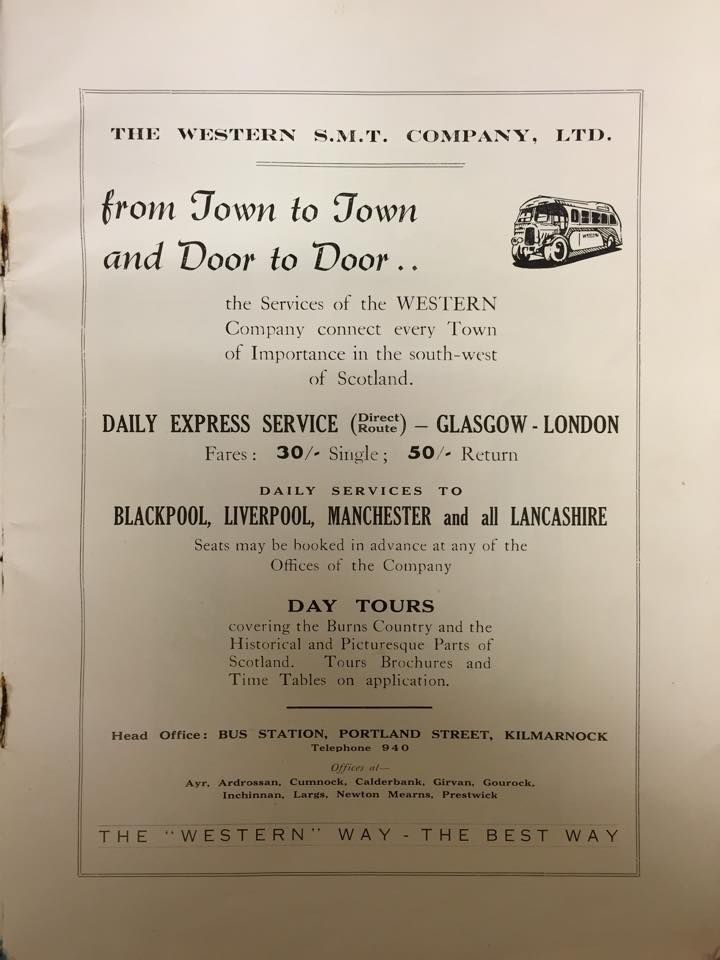 THE WESTERN S.M.T. COMPANY, LTD.
from Town to Town
and Door to Door . .
WESTERN
the Services of the WESTERN
Company connect every Town
of Importance in the south-west
of Scotland.
DAILY EXPRESS SERVICE (Direct Route) – GLASGOW - LONDON
Fares : 30/- Single ; 50/- Return
DAILY SERVICES TO
BLACKPOOL, LIVERPOOL, MANCHESTER and all LANCASHIRE
Seats may be booked in advance at any of the
Offices of the Company
DAY TOURS
covering the Burns Country and the
Historical and Picturesque Parts of
Scotland. Tours Brochures and
Time Tables on application.
Head Office: BUS STATION, PORTLAND STREET, KILMARNOCK
Telephone 940
Offices at—
Ayr, Ardrossan, Cumnock, Calderbank, Girvan, Gourock,
Inchinnan, Largs, Newton Mearns, Prestwick
THE "WESTERN" WAY - THE BEST WAY